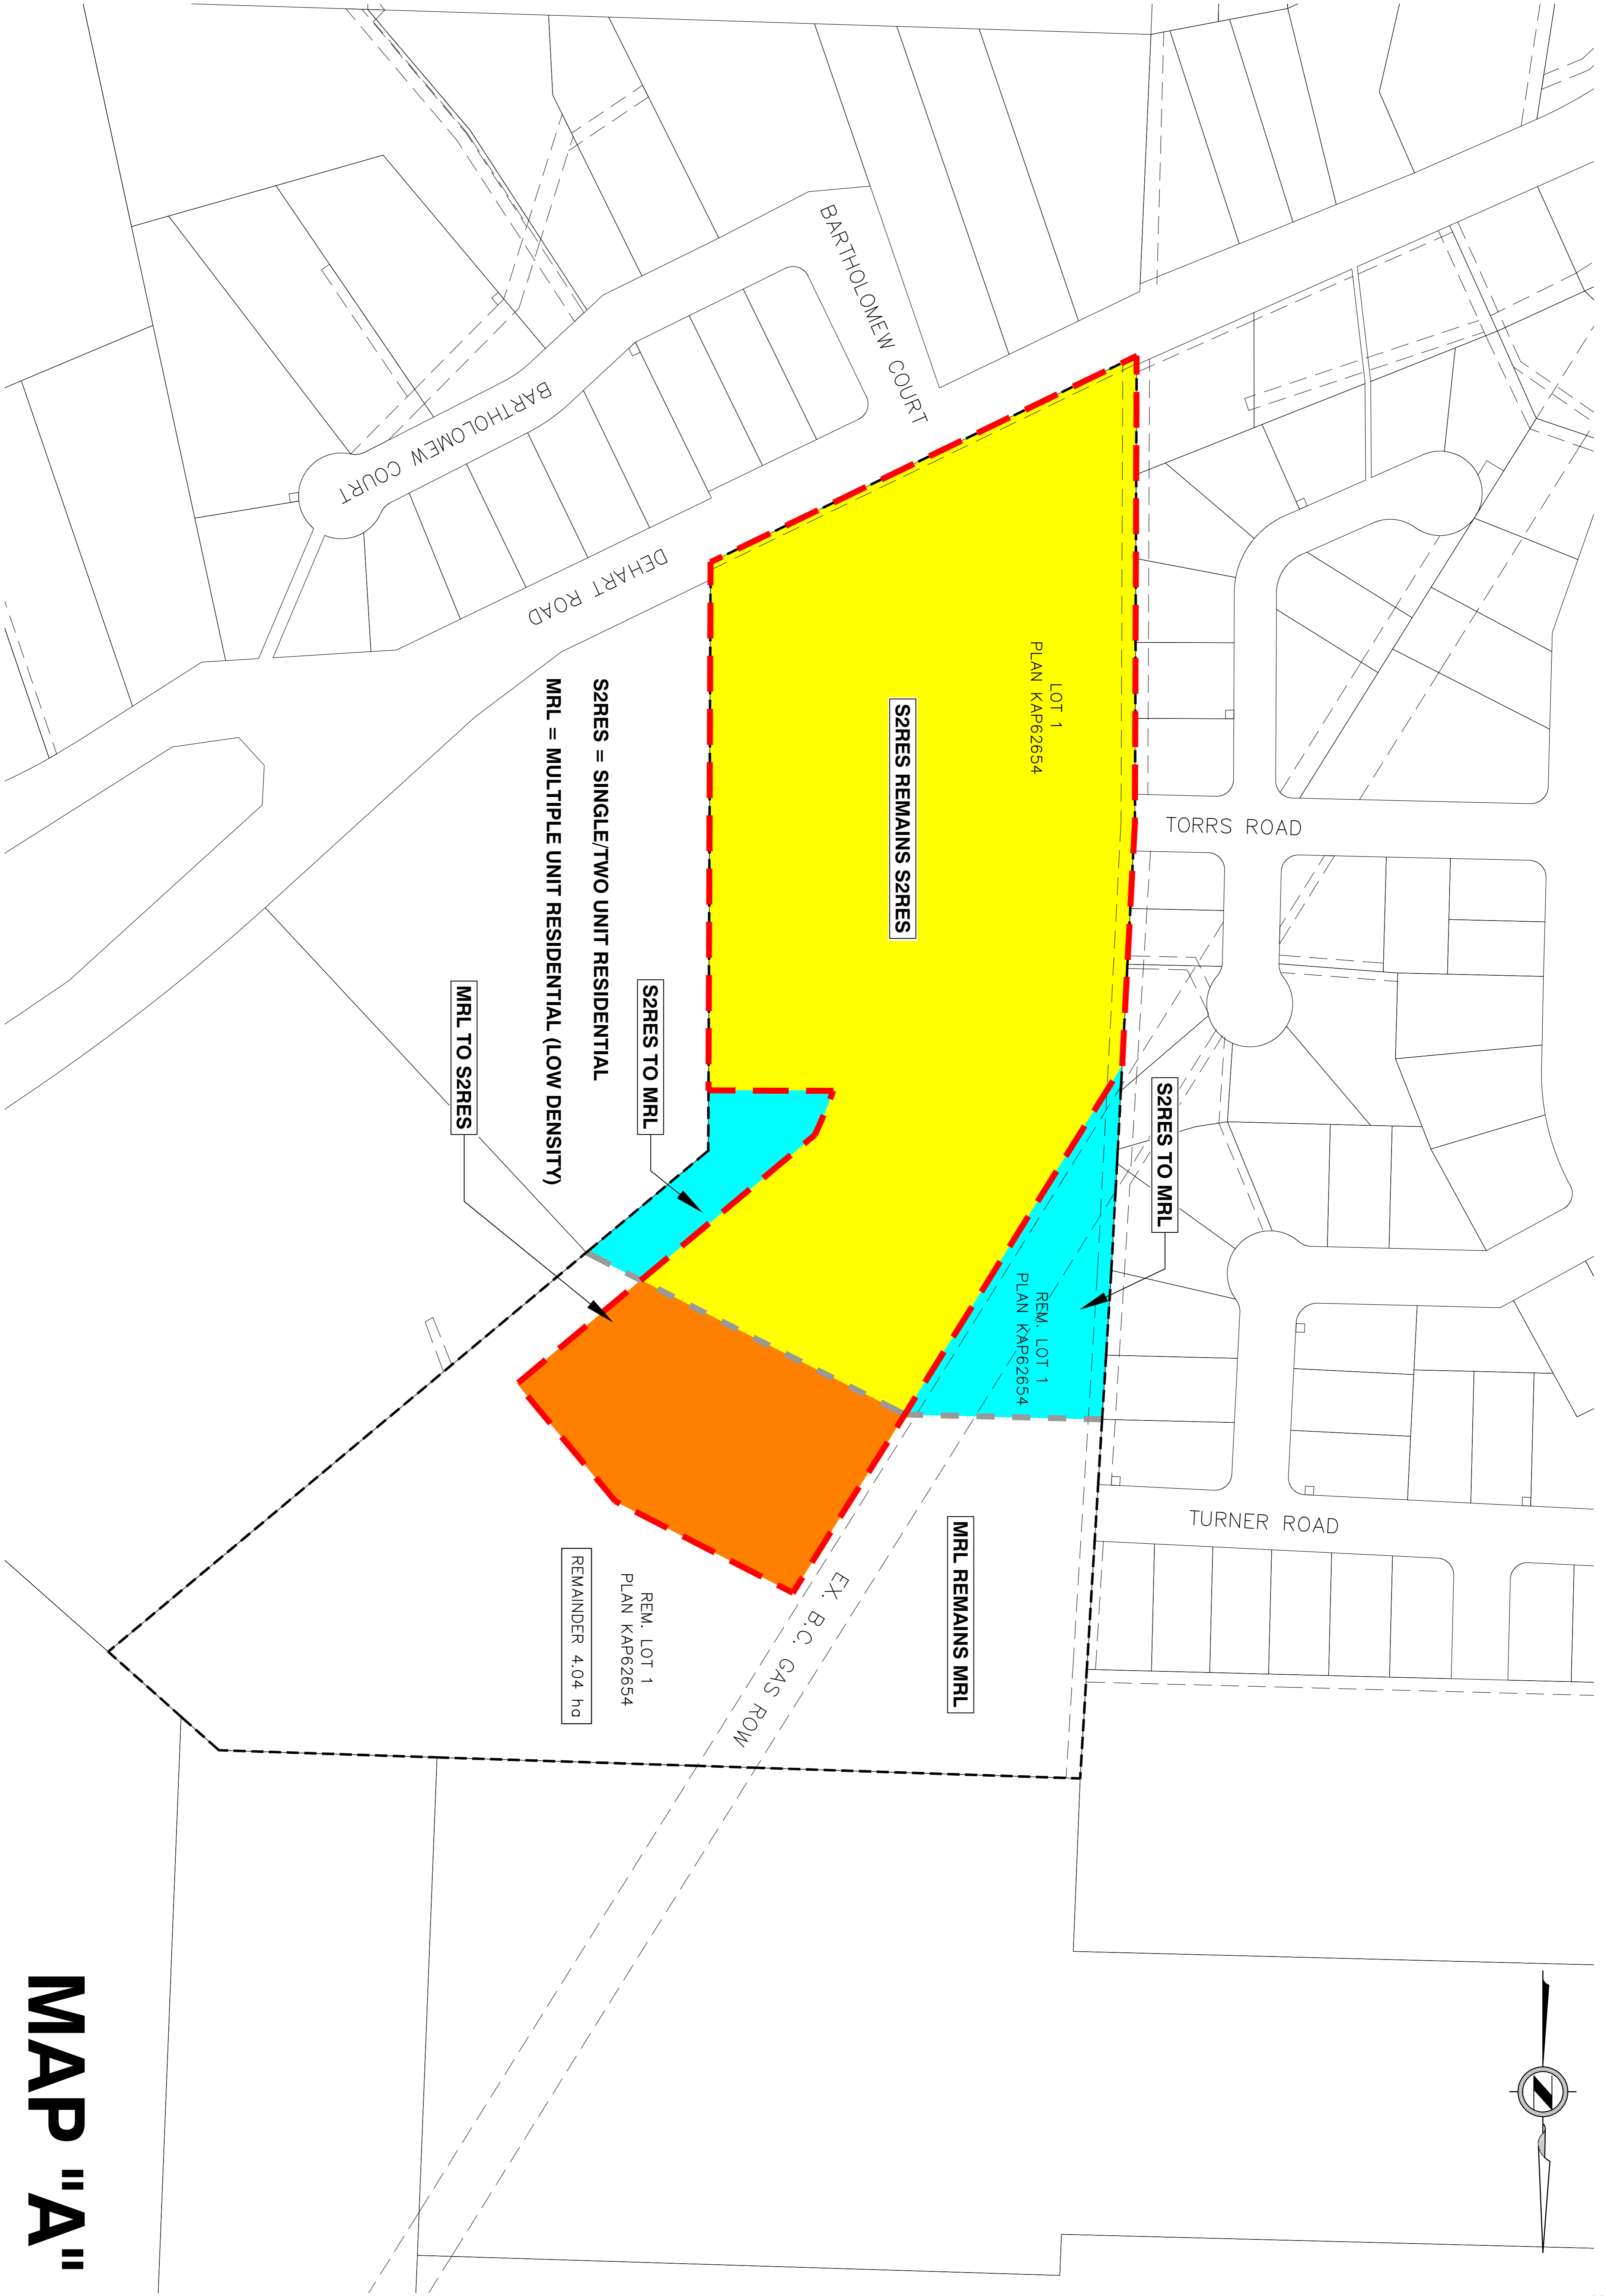 BARTHOLOMEW COURT
BARTHOLOMEW COURT
DEHART ROAD
LOT 1
PLAN KAP62654
S2RES REMAINS S2RES
TORRS ROAD
S2RES = SINGLE/TWO UNIT RESIDENTIAL
MRL = MULTIPLE UNIT RESIDENTIAL (LOW DENSITY)
S2RES TO MRL
MRL TO S2RES
S2RES TO MRL
REM. LOT 1
PLAN KAP62654
TURNER ROAD
MRL REMAINS MRL
EX. B.C. GAS ROW
REM. LOT 1
PLAN KAP62654
REMAINDER 4.04 ha
N
MAP "A"